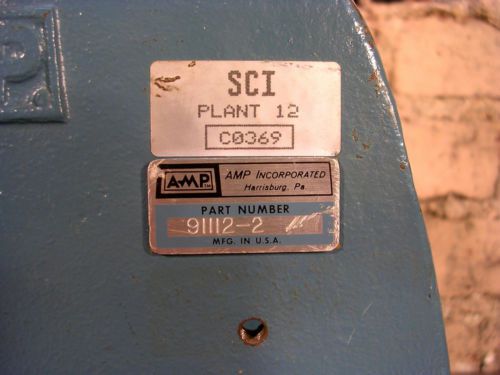 P.
SCI
PLANT 12
C0369
AMP
AMP INCORPORATED
Harrisburg, Pa.
PART NUMBER
91112-2
MFG. IN U.S.A.